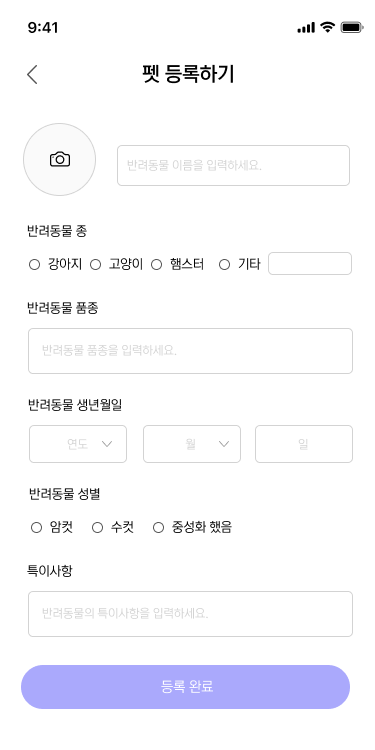 9:41
펫 등록하기
반려동물 이름을 입력하세요.
반려동물 종
강아지 고양이 햄스터 기타
반려동물 품종
반려동물 품종을 입력하세요.
반려동물 생년월일
연도 월 일
반려동물 성별
암컷 수컷 중성화 했음
특이사항
반려동물의 특이사항을 입력하세요.
등록 완료